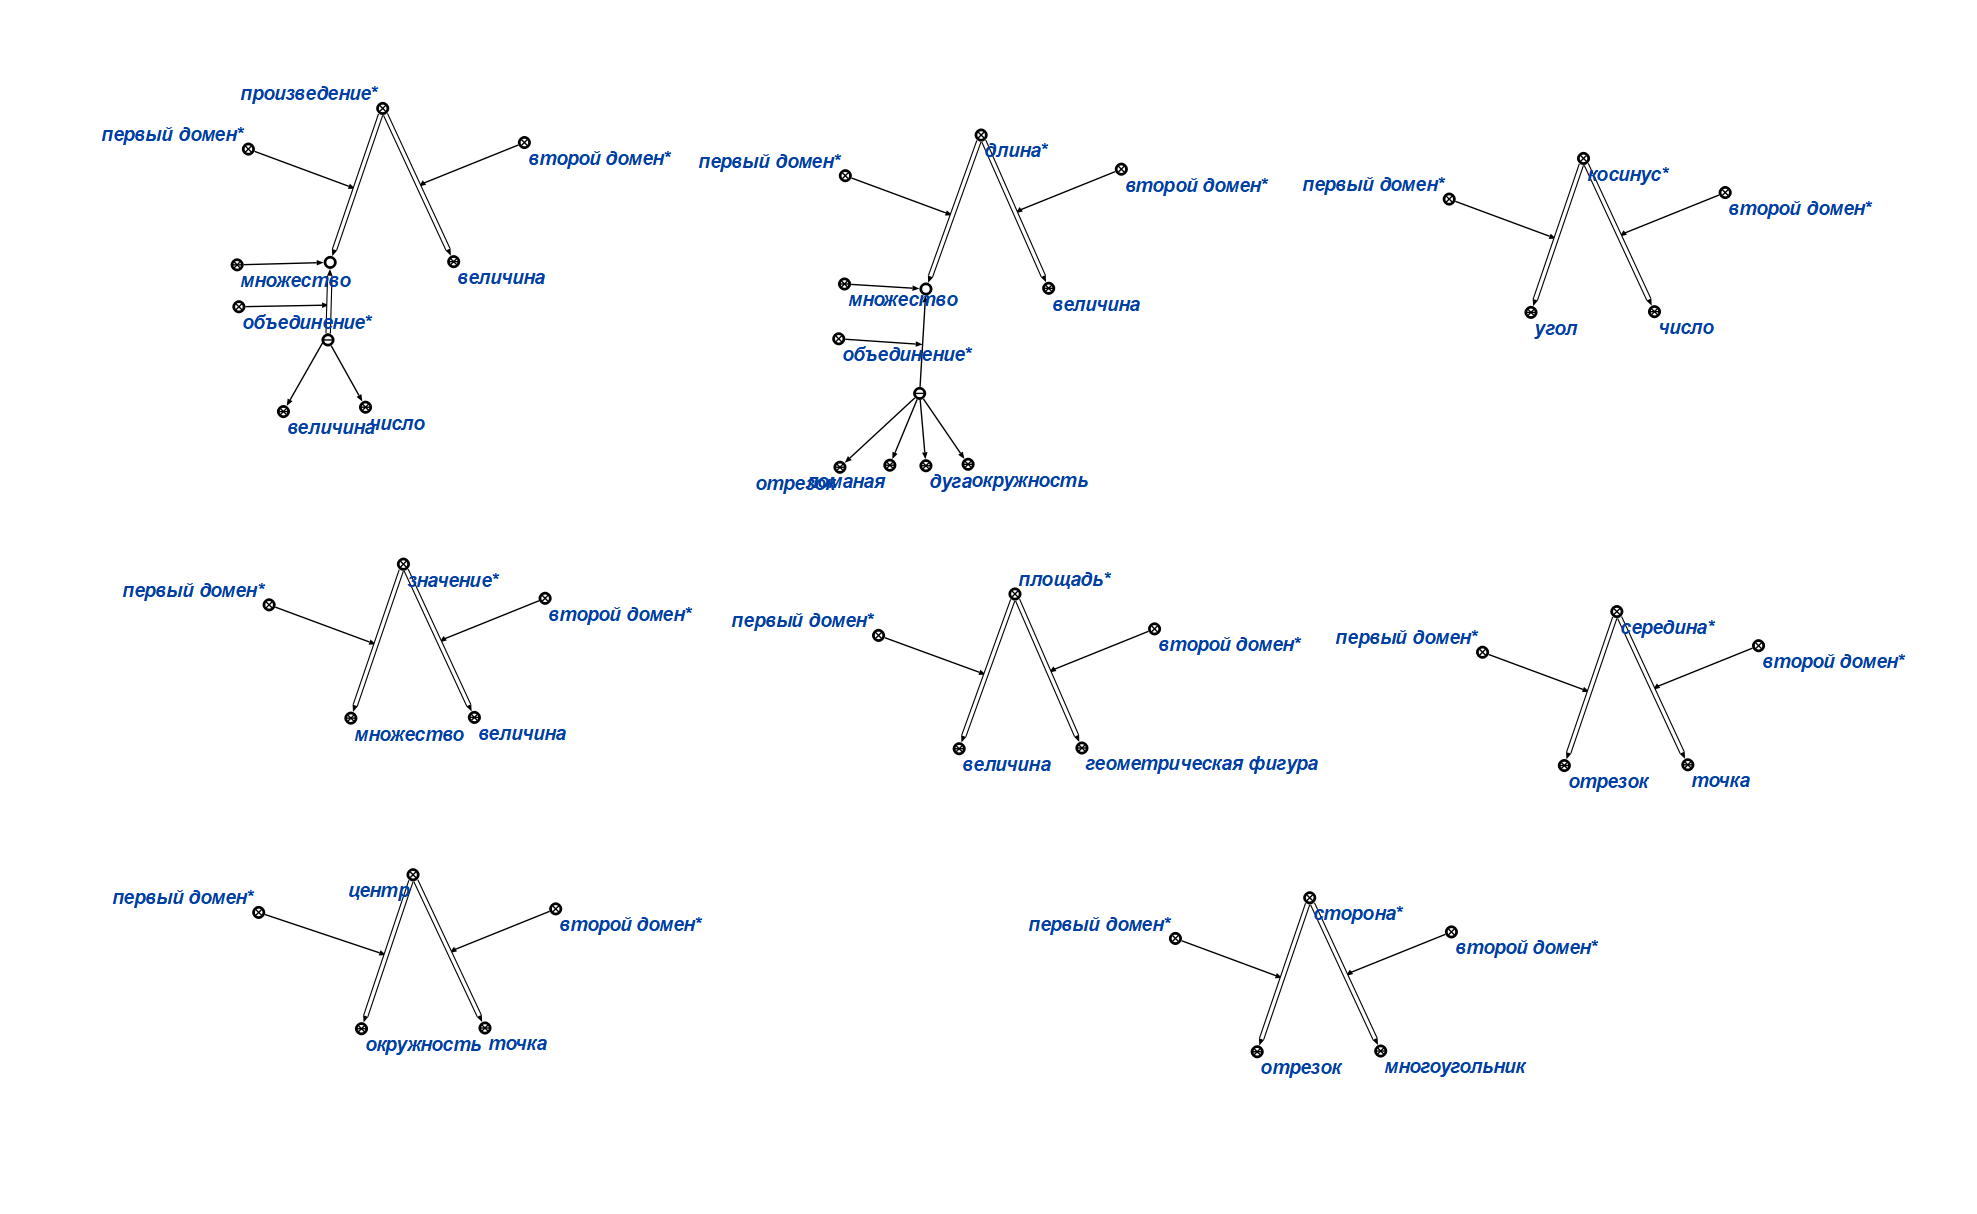 произведение*
первый домен*
второй домен*
множество
величина
объединение*
величина
число
длина*
первый домен*
второй домен*
множество
величина
объединение*
отрезок
ломаная
дуга
окружность
косинус*
первый домен*
второй домен*
угол
число
значение*
первый домен*
второй домен*
множество
величина
площадь*
первый домен*
второй домен*
величина
геометрическая фигура
середина*
первый домен*
второй домен*
отрезок
точка
центр
первый домен*
второй домен*
окружность
точка
сторона*
первый домен*
второй домен*
отрезок
многоугольник